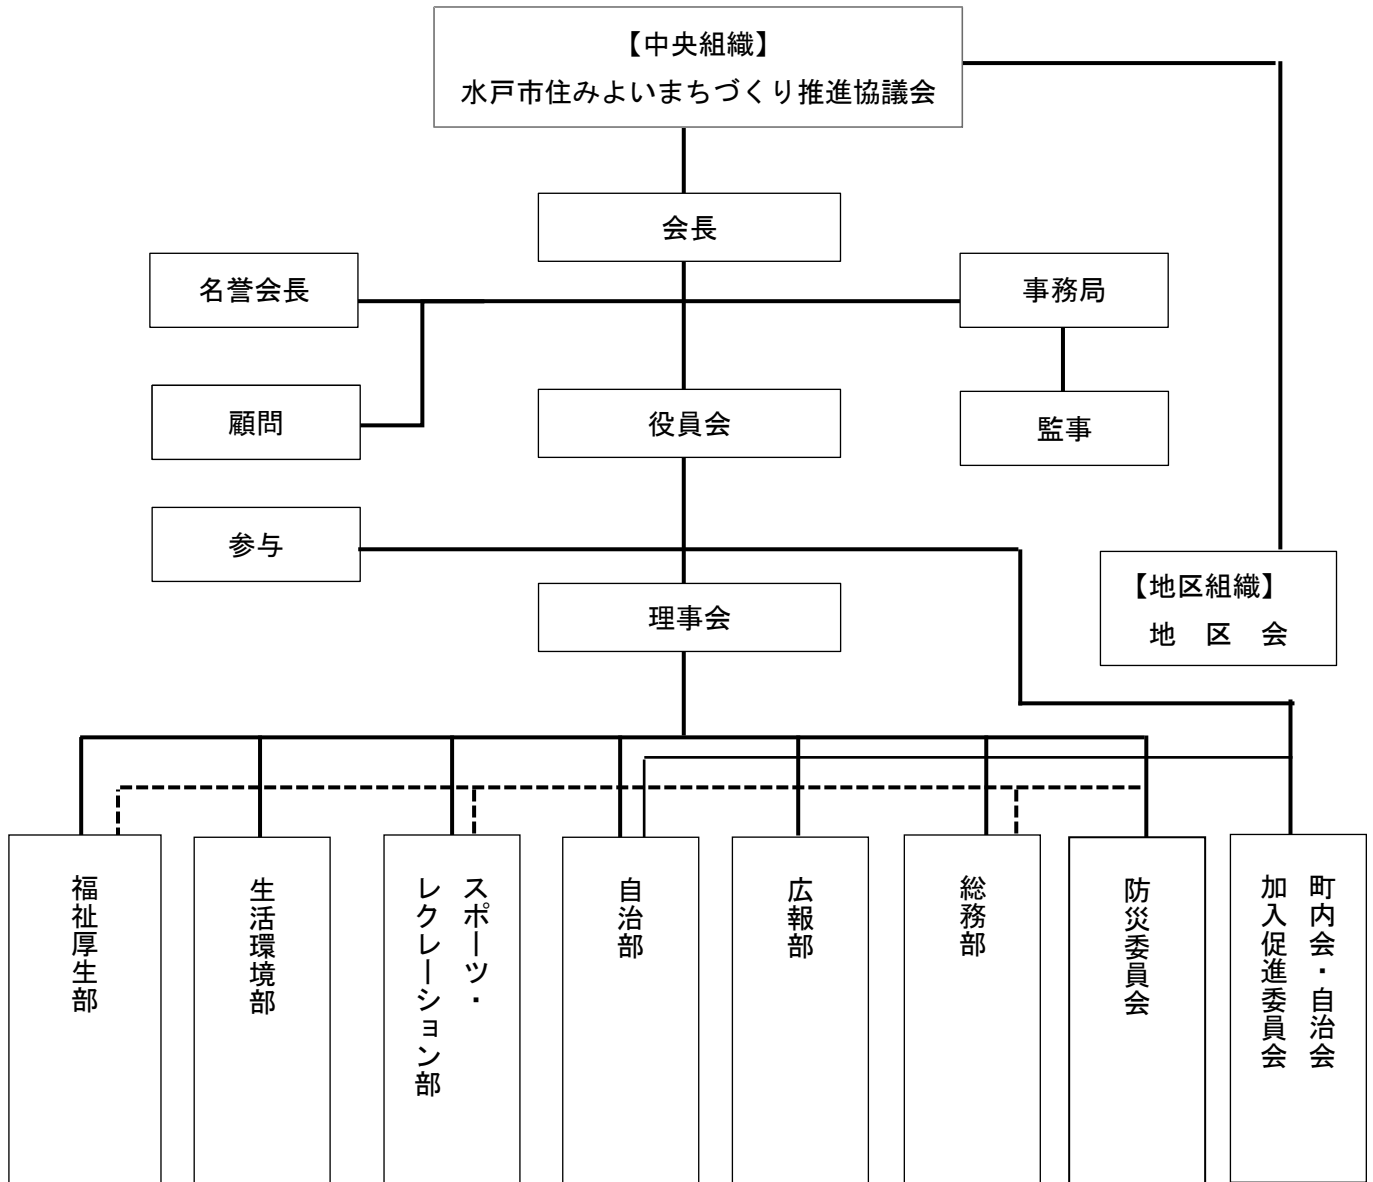 【中央組織】
水戸市住みよいまちづくり推進協議会
会長
名誉会長
事務局
顧問
役員会
監事
参与
【地区組織】
地　区　会
理事会
福祉厚生部
生活環境部
スポーツ・
レクレーション部
自治部
広報部
総務部
防災委員会
町内会・自治会
加入促進委員会